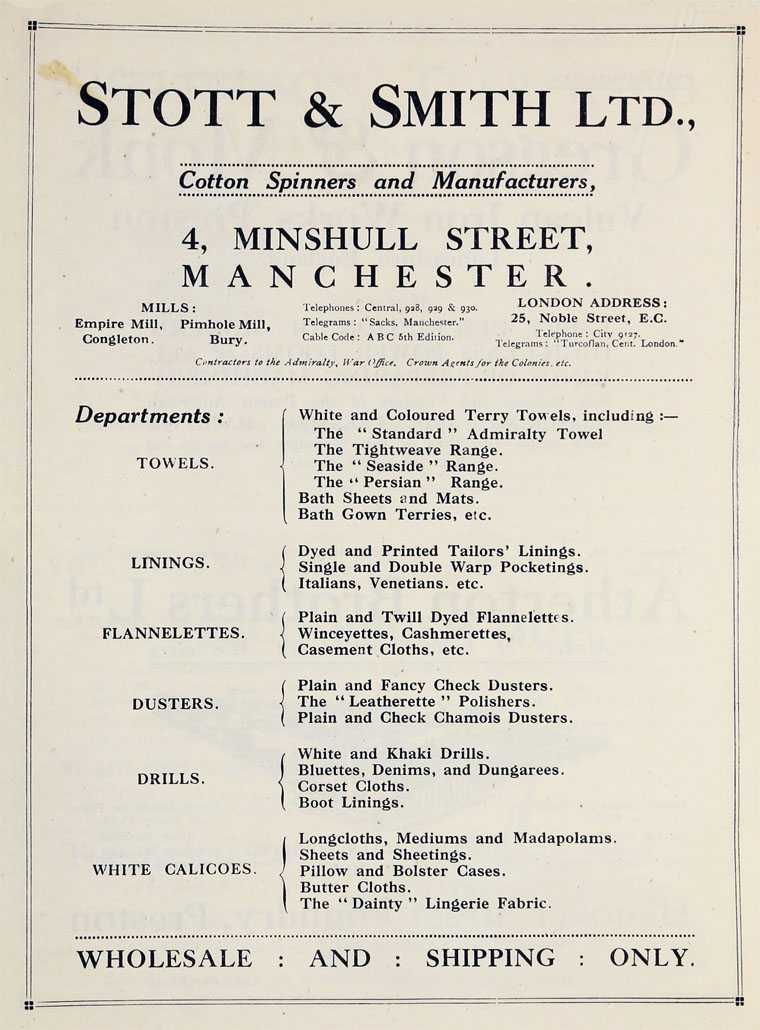 STOTT & SMITH LTD.,
Cotton Spinners and Manufacturers,
4, MINSHULL STREET,
MANCHESTER.
MILLS:
Empire Mill, Pimhole Mill,
Congleton. Bury.
Telephones: Central, 928, 929 & 930.
Telegrams: "Sacks, Manchester."
Cable Code: A B C 5th Edition.
LONDON ADDRESS:
25, Noble Street, E.C.
Telephone: City 9127.
Telegrams: "Turcoflan, Cent. London."
Contractors to the Admiralty, War Office. Crown Agents for the Colonies, etc.
Departments:
TOWELS.
White and Coloured Terry Towels, including :—
The "Standard" Admiralty Towel
The Tightweave Range.
The "Seaside" Range.
The "Persian" Range.
Bath Sheets and Mats.
Bath Gown Terries, etc.
LININGS.
Dyed and Printed Tailors' Linings.
Single and Double Warp Pocketings.
Italians, Venetians. etc.
FLANNELETTES.
Plain and Twill Dyed Flannelettes.
Winceyettes, Cashmerettes,
Casement Cloths, etc.
DUSTERS.
Plain and Fancy Check Dusters.
The "Leatherette" Polishers.
Plain and Check Chamois Dusters.
DRILLS.
White and Khaki Drills.
Bluettes, Denims, and Dungarees.
Corset Cloths.
Boot Linings.
WHITE CALICOES.
Longcloths, Mediums and Madapolams.
Sheets and Sheetings.
Pillow and Bolster Cases.
Butter Cloths.
The "Dainty" Lingerie Fabric.
WHOLESALE : AND : SHIPPING : ONLY.